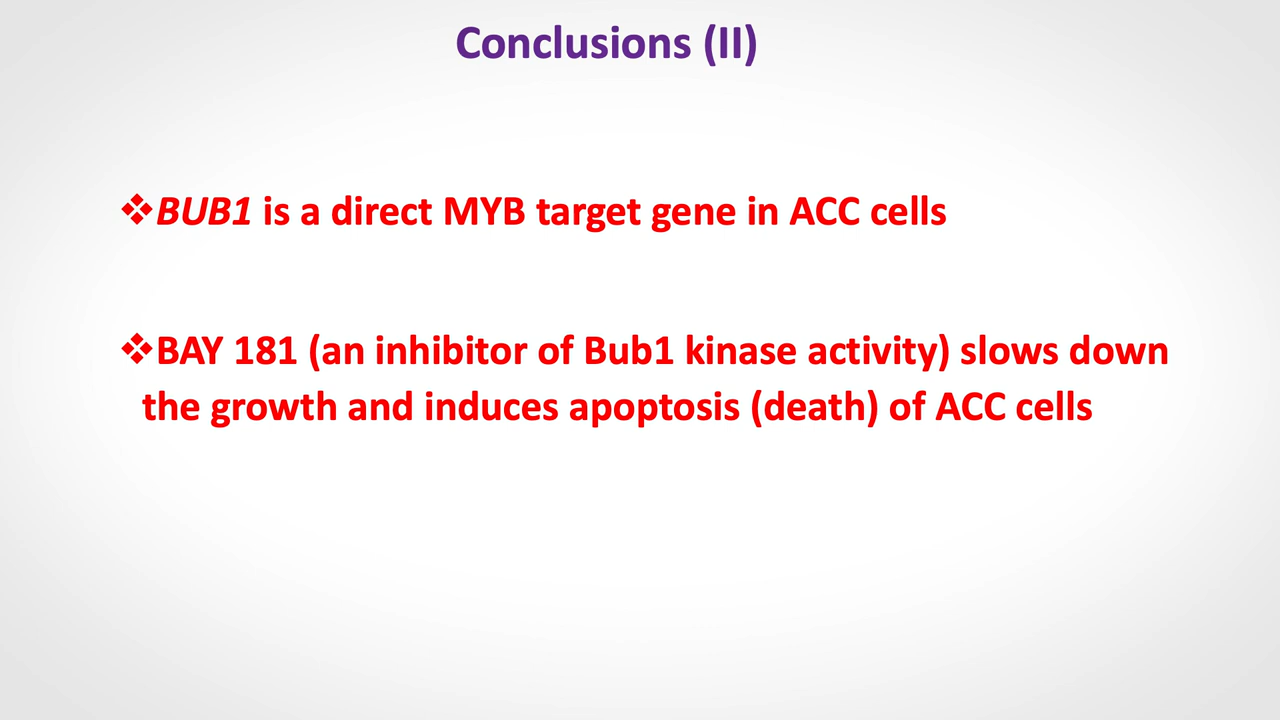 Conclusions (II)
❖BUB1 is a direct MYB target gene in ACC cells
❖BAY 181 (an inhibitor of Bub1 kinase activity) slows down
the growth and induces apoptosis (death) of ACC cells